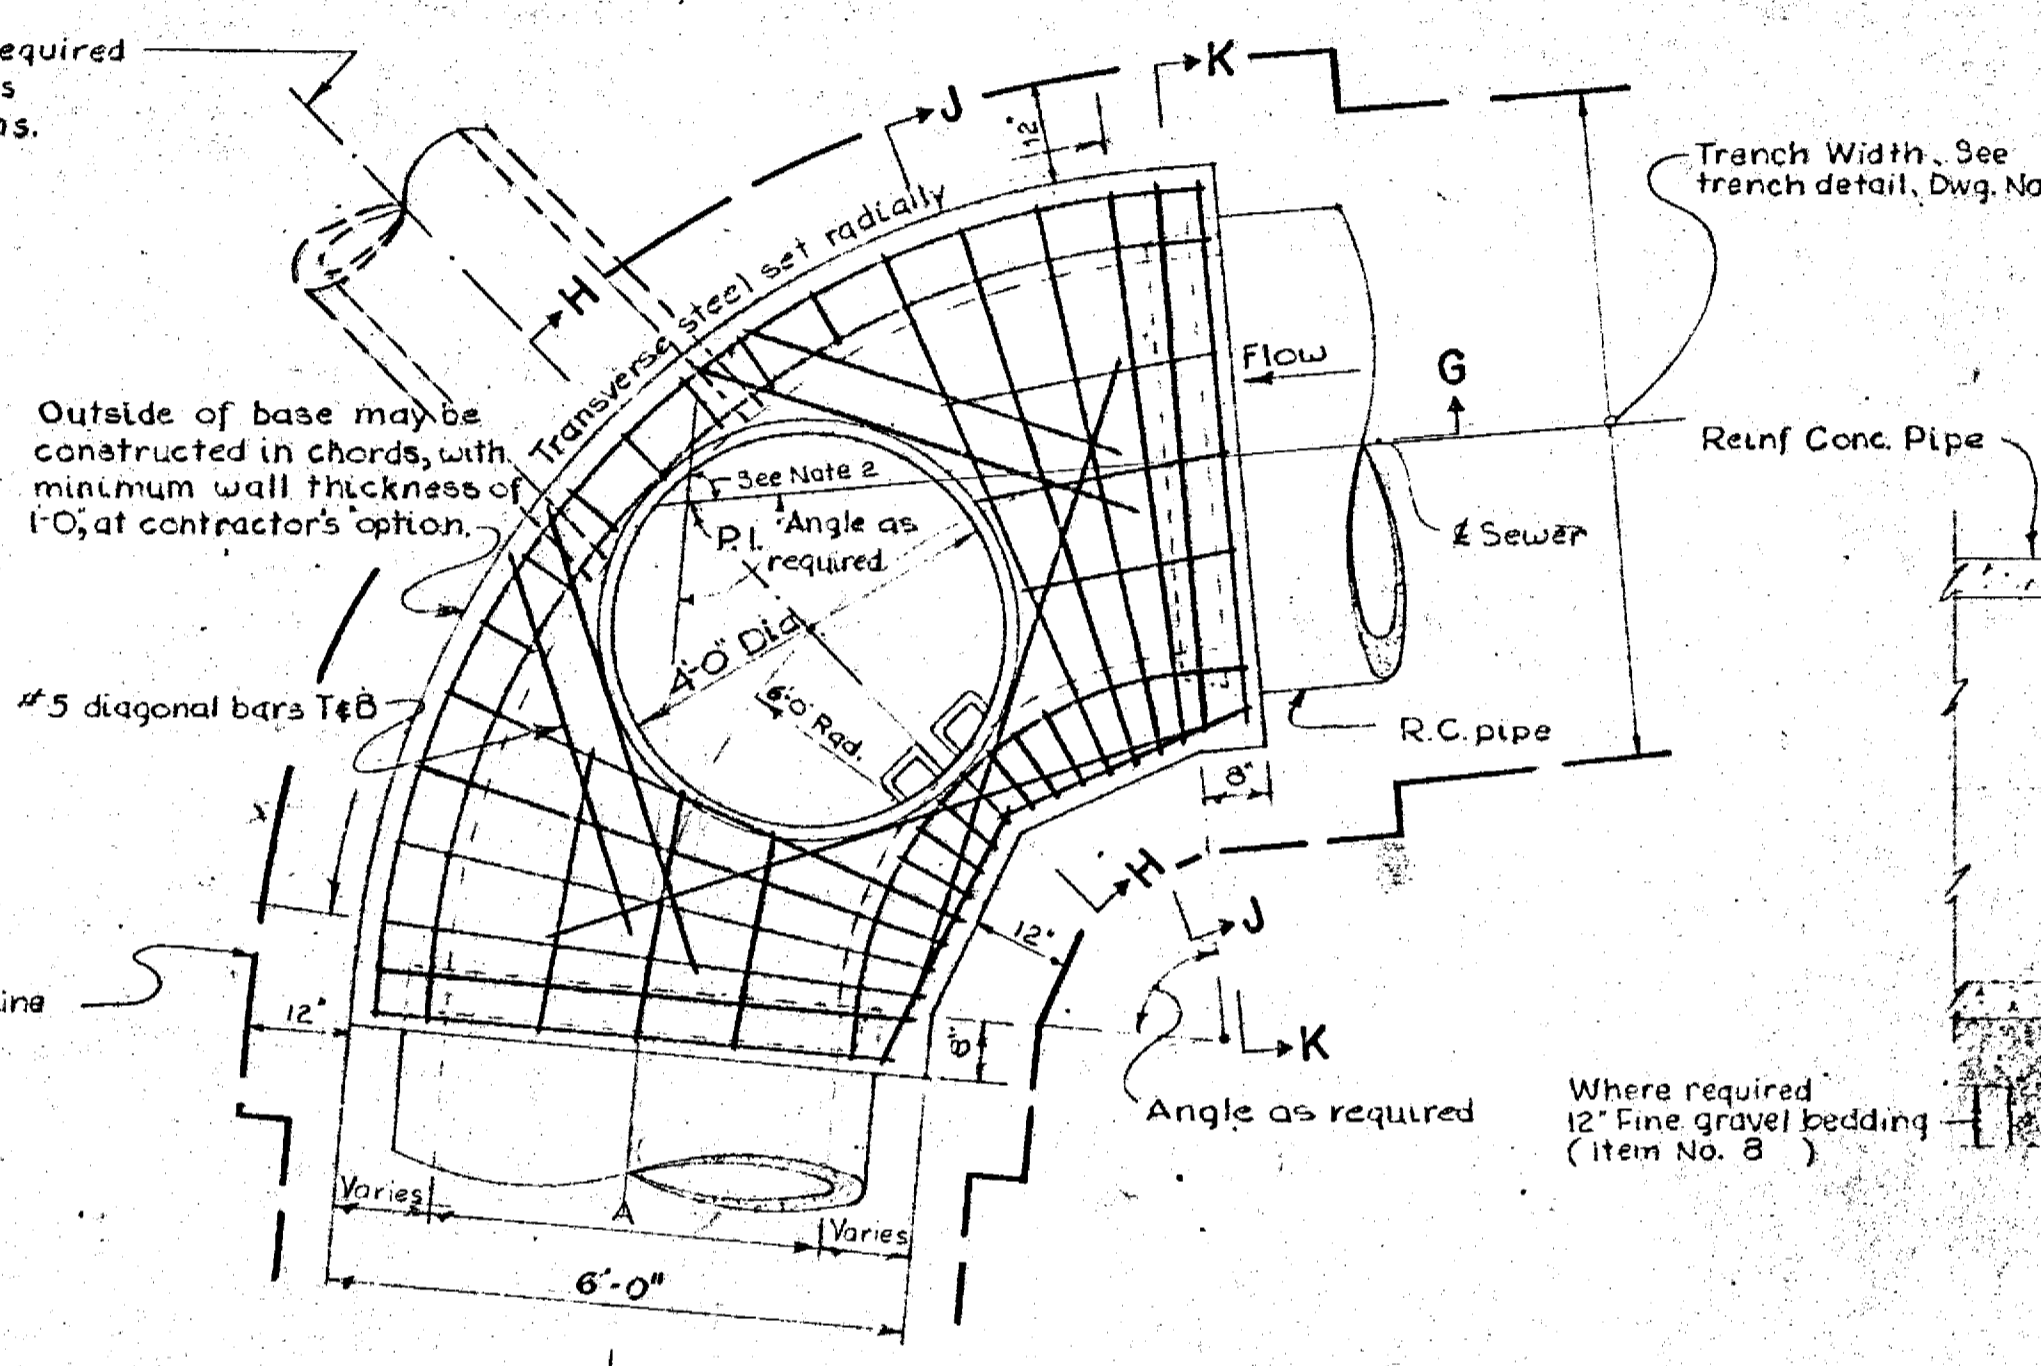 equired
s
ns.
J
K
12"
Trench Width. See
trench detail, Dwg. No
H
Transverse steel set radially
Flow
G
Outside of base may be
constructed in chords, with
minimum wall thickness of
1'-0", at contractor's option.
See Note 2
P.I.
Angle as
required
Reinf Conc. Pipe
℄ Sewer
4'-0" Dia.
6'-0" Rad.
#5 diagonal bars T&B
R.C. pipe
8"
H
J
12"
ine
12"
8"
K
Angle as required
Where required
12" Fine gravel bedding
(item No. 8 )
Varies
A
Varies
6'-0"